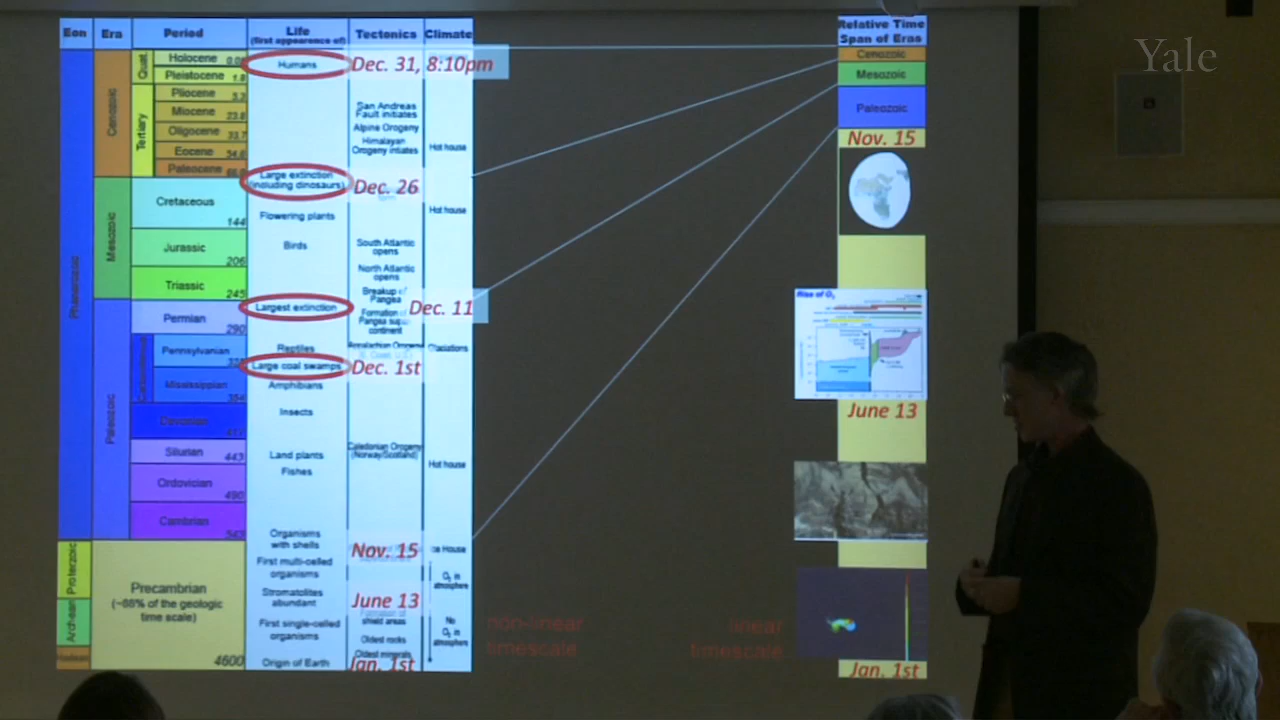 Eon Era Period Life Tectonics Climate
(first appearance of)
Relative Time
Span of Eras
Yale
Phanerozoic
Cenozoic
Quat.
Holocene
Pleistocene 1.8
Tertiary
Pliocene 5.3
Miocene 23.8
Oligocene 33.7
Eocene 54.8
Paleocene
Humans
Dec. 31, 8:10pm
San Andreas
Fault initiates
Alpine Orogeny
Himalayan
Orogeny intiates
Hot house
Large extinction
(including dinosaurs)
Dec. 26
Mesozoic
Cretaceous
144
Jurassic
206
Triassic
245
Flowering plants
Hot house
Birds
South Atlantic
opens
North Atlantic
opens
Breakup of
Pangea
Largest extinction
Dec. 11
Formation
Pangea super
continent
Paleozoic
Permian
290
Pennsylvanian
Mississippian
354
Devonian
417
Silurian
443
Ordovician
490
Cambrian
543
Reptiles
Appalachian Orogeny
Glaciations
Large coal swamps
Dec. 1st
Amphibians
Insects
Land plants
Caledonian Orogeny
(Norway/Scotland)
Fishes
Hot house
Organisms
with shells
Nov. 15
House
Proterzoic
Archean
Precambrian
(~88% of the geologic
time scale)
4600
First multi-celled
organisms
O2 in
atmosphere
Stromatolites
abundant
June 13
Formation of
shield areas
First single-celled
organisms
No
O2 in
atmosphere
Oldest rocks
Oldest minerals
Origin of Earth
Jan. 1st
non-linear
timescale
linear
timescale
Cenozoic
Mesozoic
Paleozoic
Nov. 15
Rise of O2
June 13
Jan. 1st